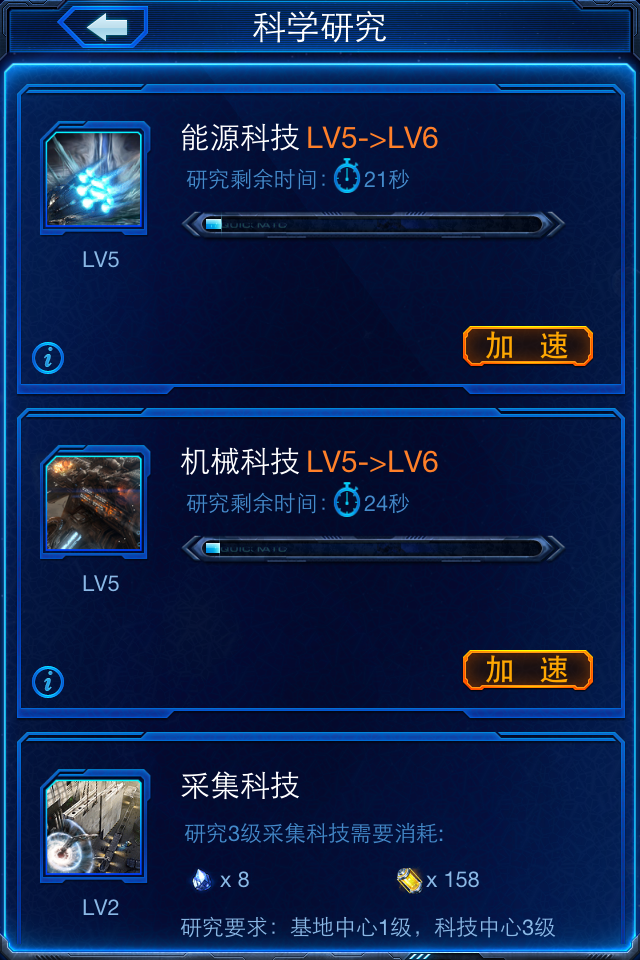 科学研究
能源科技 LV5->LV6
研究剩余时间: 21秒
LV5
加 速
机械科技 LV5->LV6
研究剩余时间: 24秒
LV5
加 速
采集科技
研究3级采集科技需要消耗:
x 8 x 158
LV2
研究要求: 基地中心1级, 科技中心3级